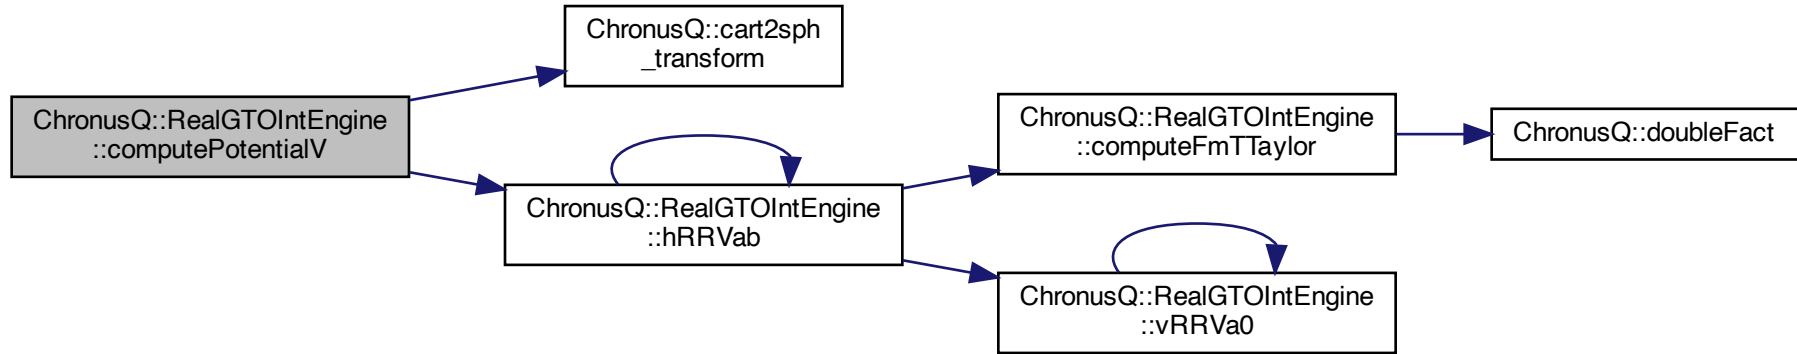 ChronusQ::RealGTOIntEngine
::computePotentialV
ChronusQ::cart2sph
_transform
ChronusQ::RealGTOIntEngine
::hRRVab
ChronusQ::RealGTOIntEngine
::computeFmTTaylor
ChronusQ::doubleFact
ChronusQ::RealGTOIntEngine
::vRRVa0